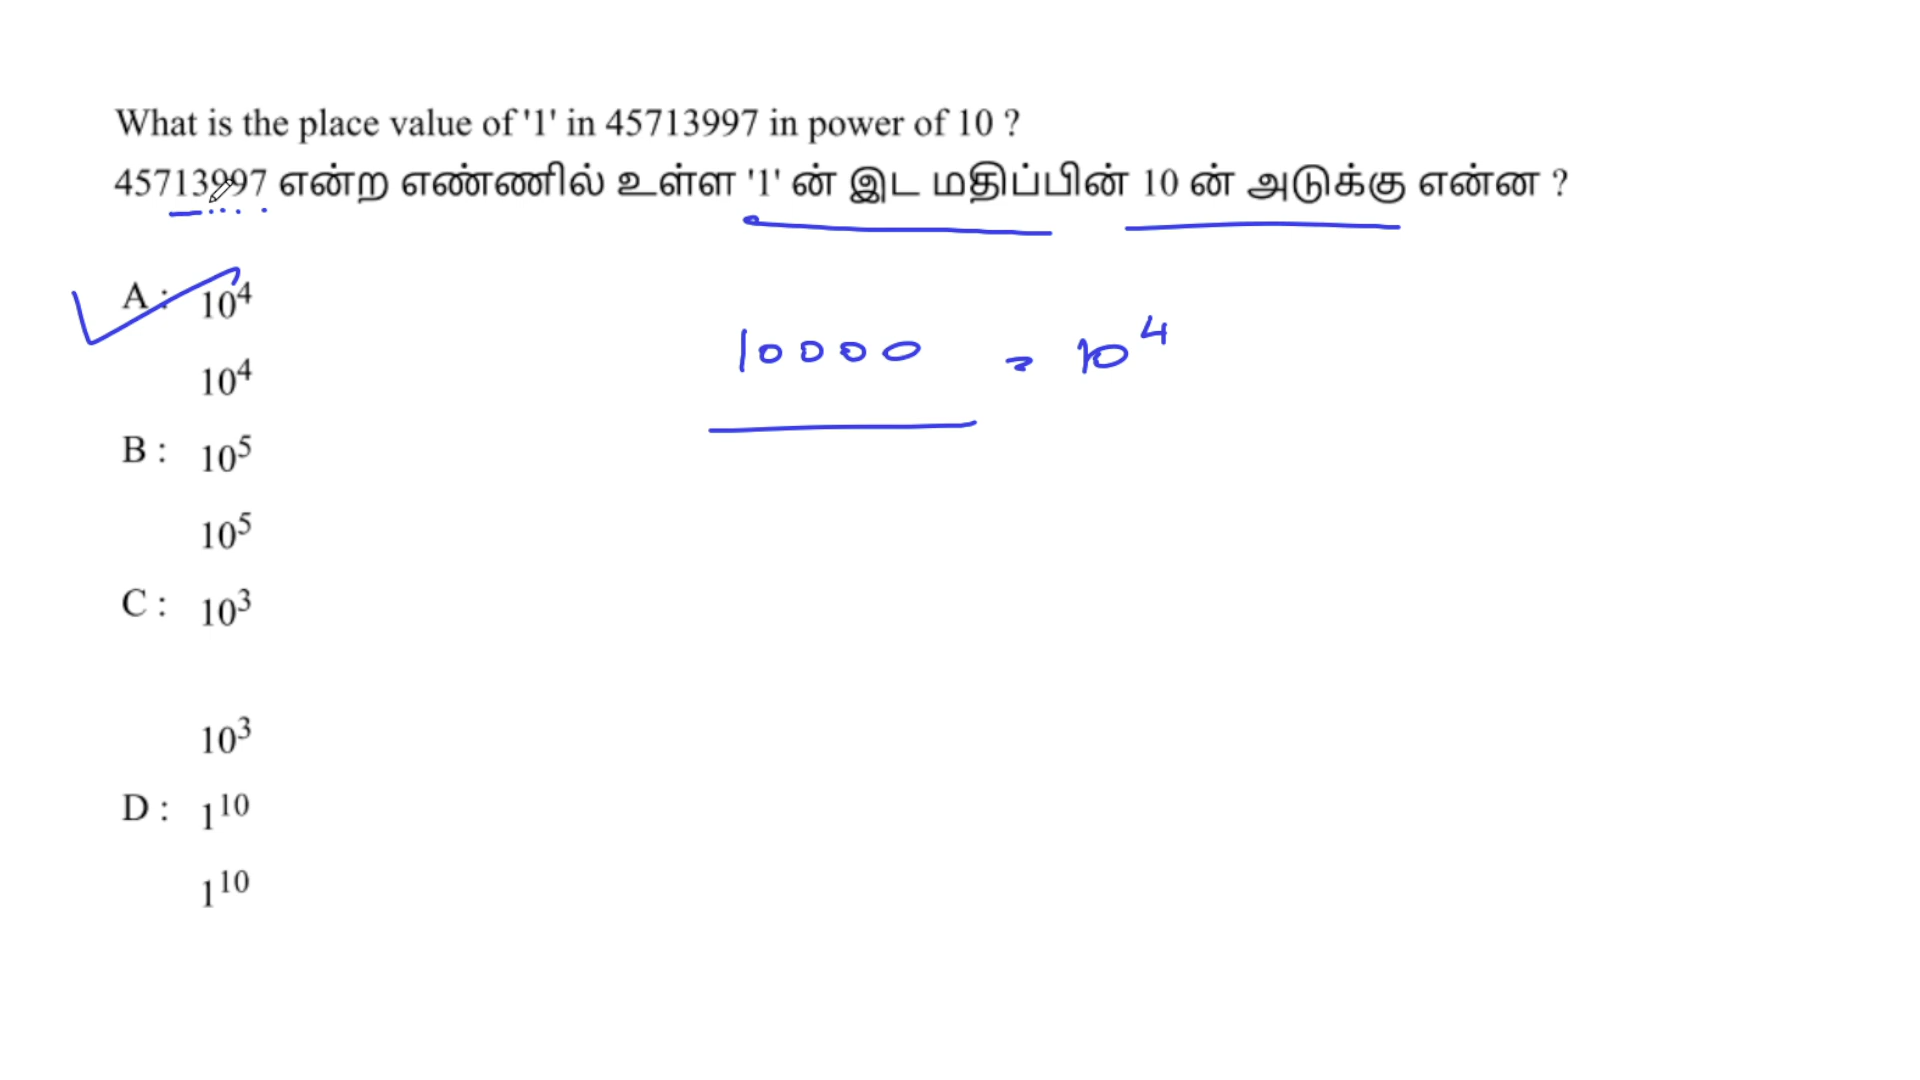 What is the place value of '1' in 45713997 in power of 10 ?
45713997 என்ற எண்ணில் உள்ள '1' ன் இட மதிப்பின் 10 ன் அடுக்கு என்ன ?
A : 10⁴
10000 = 10⁴
10⁴
B : 10⁵
10⁵
C : 10³
10³
D : 1¹⁰
1¹⁰